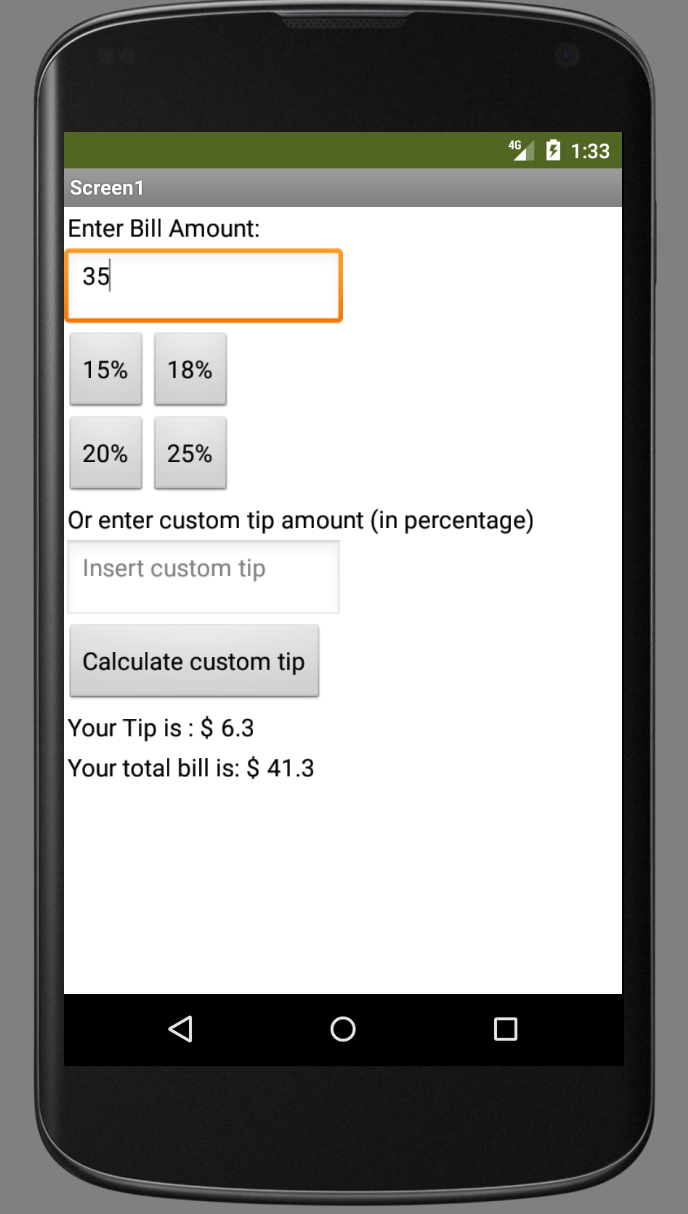 4G 1:33
Screen1
Enter Bill Amount:
35
15% 18%
20% 25%
Or enter custom tip amount (in percentage)
Insert custom tip
Calculate custom tip
Your Tip is : $ 6.3
Your total bill is: $ 41.3